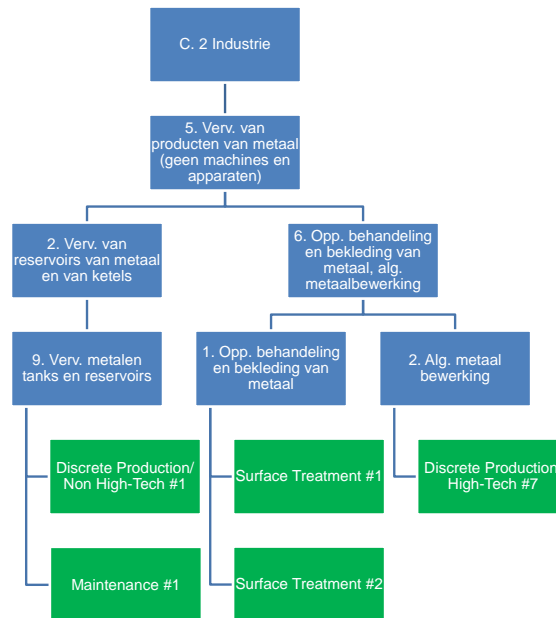 C. 2 Industrie
5. Verv. van
producten van metaal
(geen machines en
apparaten)
2. Verv. van
reservoirs van metaal
en van ketels
6. Opp. behandeling
en bekleding van
metaal, alg.
metaalbewerking
9. Verv. metalen
tanks en reservoirs
1. Opp. behandeling
en bekleding van
metaal
2. Alg. metaal
bewerking
Discrete Production/
Non High-Tech #1
Surface Treatment #1
Discrete Production
High-Tech #7
Maintenance #1
Surface Treatment #2